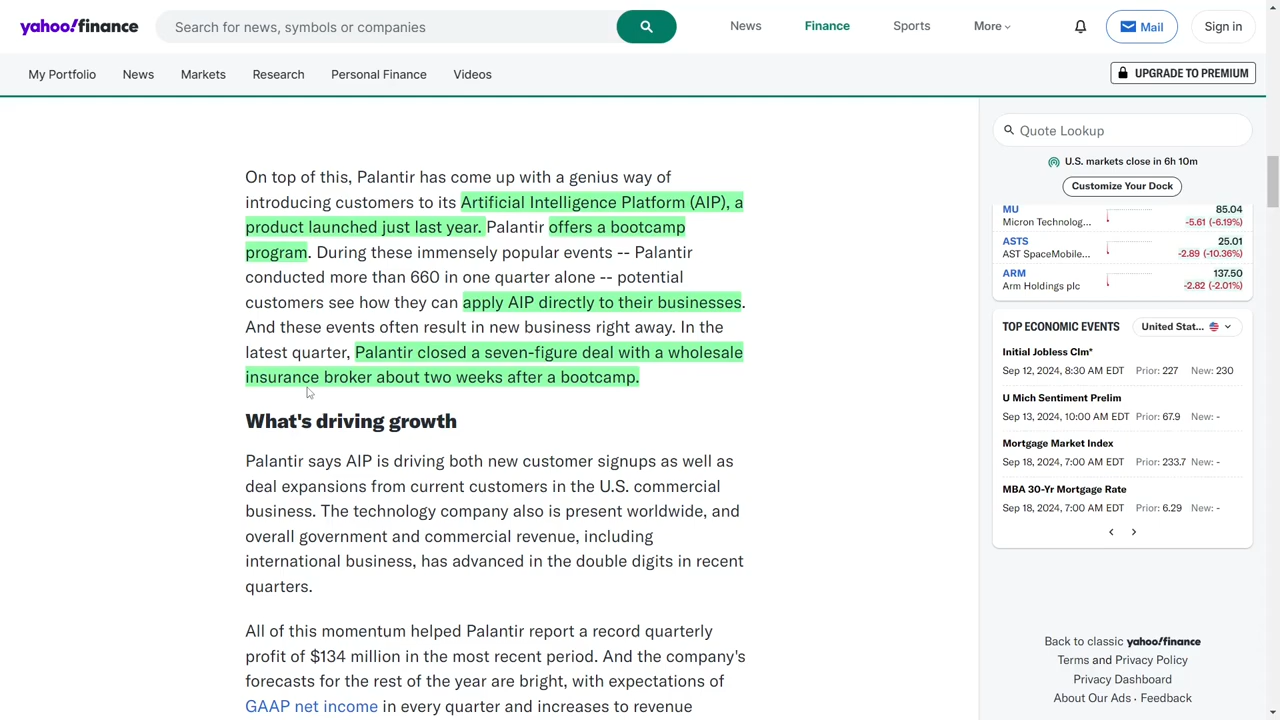 yahoo!finance
Search for news, symbols or companies
News
Finance
Sports
More
Mail
Sign in
My Portfolio
News
Markets
Research
Personal Finance
Videos
UPGRADE TO PREMIUM
On top of this, Palantir has come up with a genius way of
introducing customers to its Artificial Intelligence Platform (AIP), a
product launched just last year. Palantir offers a bootcamp
program. During these immensely popular events -- Palantir
conducted more than 660 in one quarter alone -- potential
customers see how they can apply AIP directly to their businesses.
And these events often result in new business right away. In the
latest quarter, Palantir closed a seven-figure deal with a wholesale
insurance broker about two weeks after a bootcamp.
What's driving growth
Palantir says AIP is driving both new customer signups as well as
deal expansions from current customers in the U.S. commercial
business. The technology company also is present worldwide, and
overall government and commercial revenue, including
international business, has advanced in the double digits in recent
quarters.
All of this momentum helped Palantir report a record quarterly
profit of $134 million in the most recent period. And the company's
forecasts for the rest of the year are bright, with expectations of
GAAP net income in every quarter and increases to revenue
Quote Lookup
U.S. markets close in 6h 10m
Customize Your Dock
MU 85.04
Micron Technolog... -5.61 (-6.19%)
ASTS 25.01
AST SpaceMobile... -2.89 (-10.36%)
ARM 137.50
Arm Holdings plc -2.82 (-2.01%)
TOP ECONOMIC EVENTS United Stat...
Initial Jobless Clm*
Sep 12, 2024, 8:30 AM EDT Prior: 227 New: 230
U Mich Sentiment Prelim
Sep 13, 2024, 10:00 AM EDT Prior: 67.9 New: -
Mortgage Market Index
Sep 18, 2024, 7:00 AM EDT Prior: 233.7 New: -
MBA 30-Yr Mortgage Rate
Sep 18, 2024, 7:00 AM EDT Prior: 6.29 New: -
Back to classic yahoo!finance
Terms and Privacy Policy
Privacy Dashboard
About Our Ads · Feedback